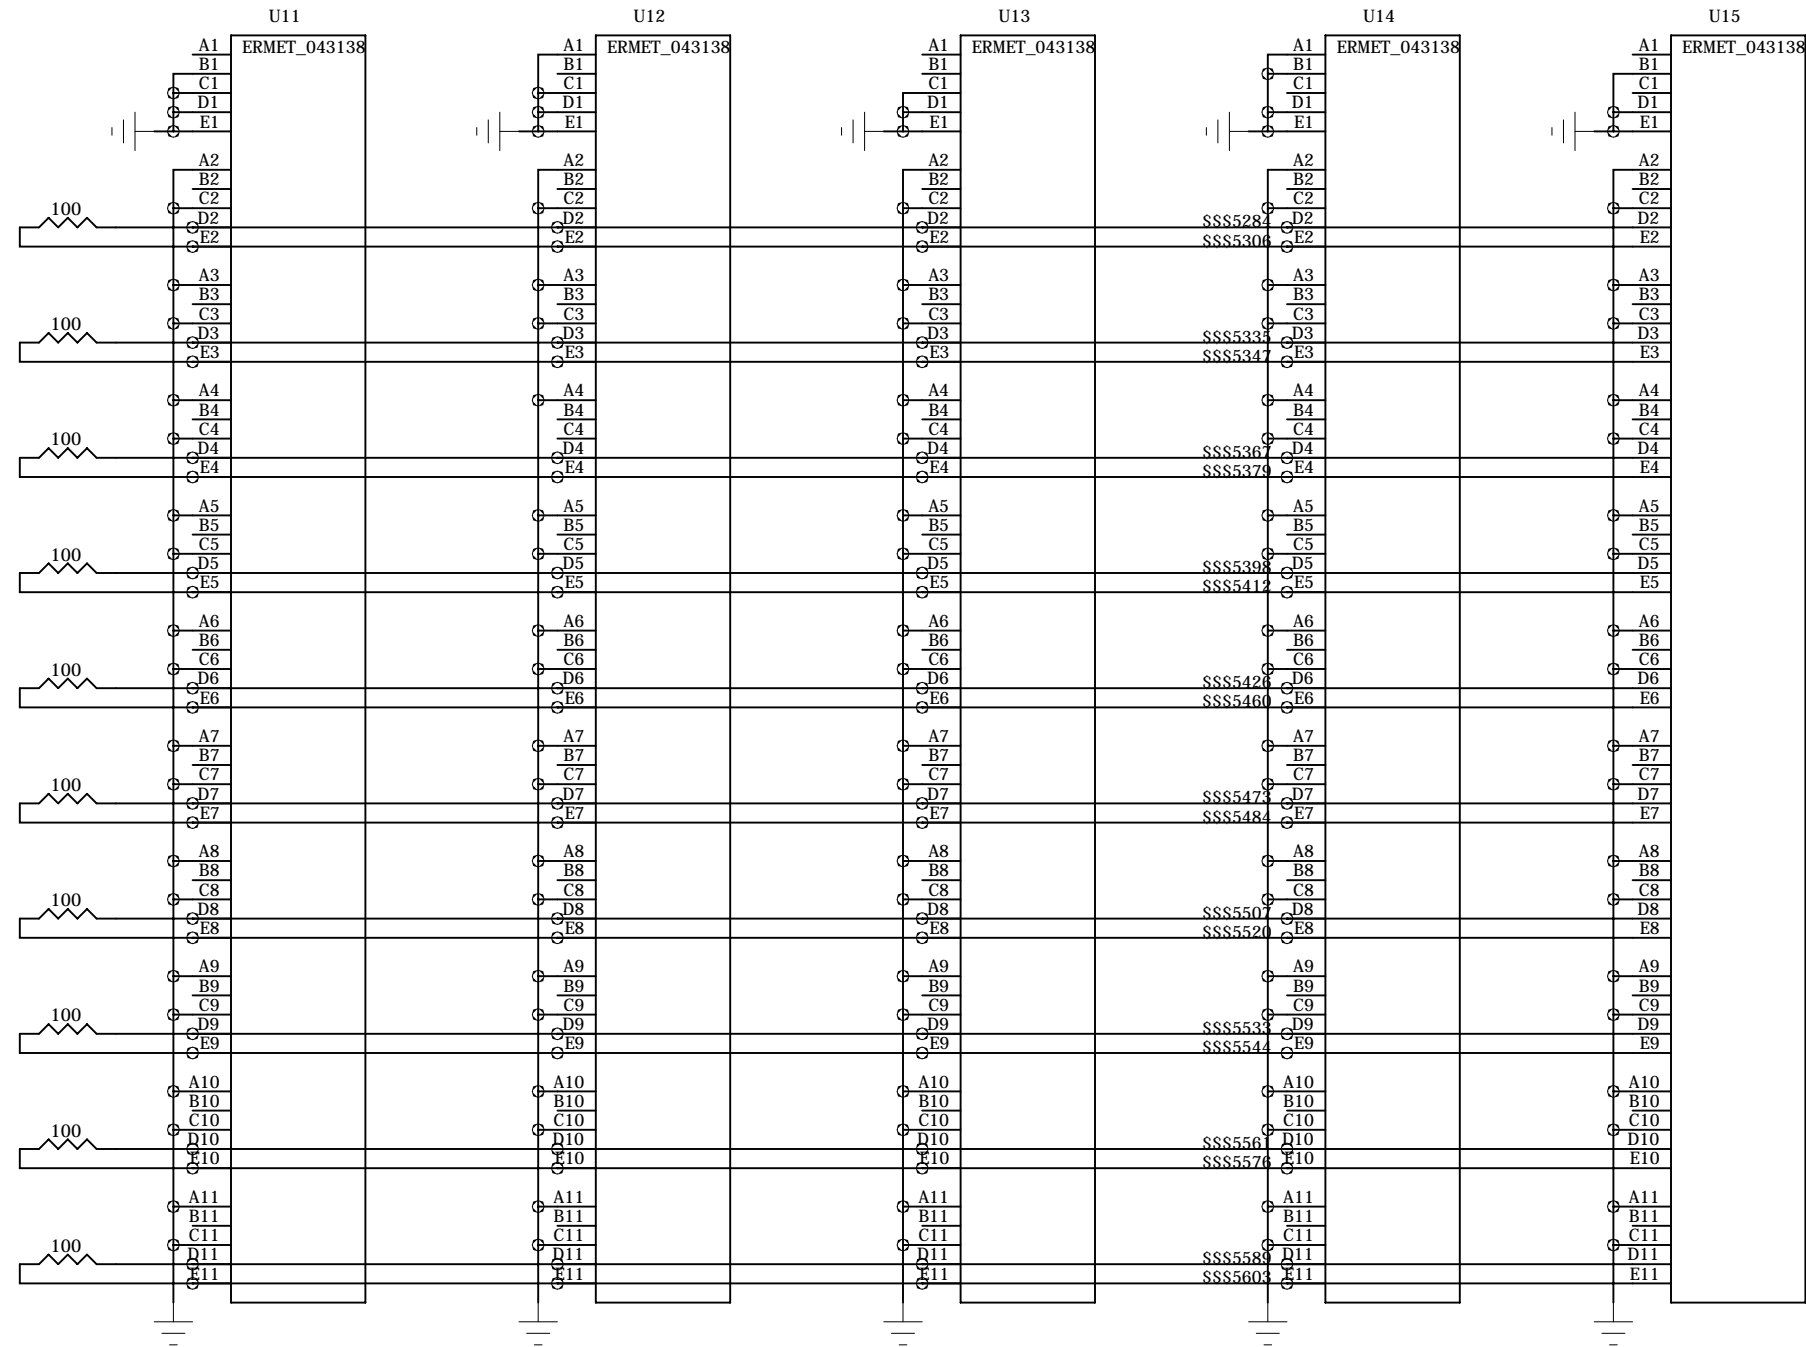 U11 U12 U13 U14 U15
A1 ERMET_043138 A1 ERMET_043138 A1 ERMET_043138 A1 ERMET_043138 A1 ERMET_043138
B1 B1 B1 B1 B1
C1 C1 C1 C1 C1
D1 D1 D1 D1 D1
E1 E1 E1 E1 E1
A2 A2 A2 A2 A2
B2 B2 B2 B2 B2
C2 C2 C2 C2 C2
100 D2 D2 D2 SSS5284 D2 D2
E2 E2 E2 SSS5306 E2 E2
A3 A3 A3 A3 A3
B3 B3 B3 B3 B3
C3 C3 C3 C3 C3
100 D3 D3 D3 SSS5335 D3 D3
E3 E3 E3 SSS5347 E3 E3
A4 A4 A4 A4 A4
B4 B4 B4 B4 B4
C4 C4 C4 C4 C4
100 D4 D4 D4 SSS5367 D4 D4
E4 E4 E4 SSS5379 E4 E4
A5 A5 A5 A5 A5
B5 B5 B5 B5 B5
C5 C5 C5 C5 C5
100 D5 D5 D5 SSS5398 D5 D5
E5 E5 E5 SSS5412 E5 E5
A6 A6 A6 A6 A6
B6 B6 B6 B6 B6
C6 C6 C6 C6 C6
100 D6 D6 D6 SSS5426 D6 D6
E6 E6 E6 SSS5460 E6 E6
A7 A7 A7 A7 A7
B7 B7 B7 B7 B7
C7 C7 C7 C7 C7
100 D7 D7 D7 SSS5473 D7 D7
E7 E7 E7 SSS5484 E7 E7
A8 A8 A8 A8 A8
B8 B8 B8 B8 B8
C8 C8 C8 C8 C8
100 D8 D8 D8 SSS5507 D8 D8
E8 E8 E8 SSS5520 E8 E8
A9 A9 A9 A9 A9
B9 B9 B9 B9 B9
C9 C9 C9 C9 C9
100 D9 D9 D9 SSS5533 D9 D9
E9 E9 E9 SSS5544 E9 E9
A10 A10 A10 A10 A10
B10 B10 B10 B10 B10
C10 C10 C10 C10 C10
100 D10 D10 D10 SSS5561 D10 D10
E10 E10 E10 SSS5576 E10 E10
A11 A11 A11 A11 A11
B11 B11 B11 B11 B11
C11 C11 C11 C11 C11
100 D11 D11 D11 SSS5589 D11 D11
E11 E11 E11 SSS5603 E11 E11